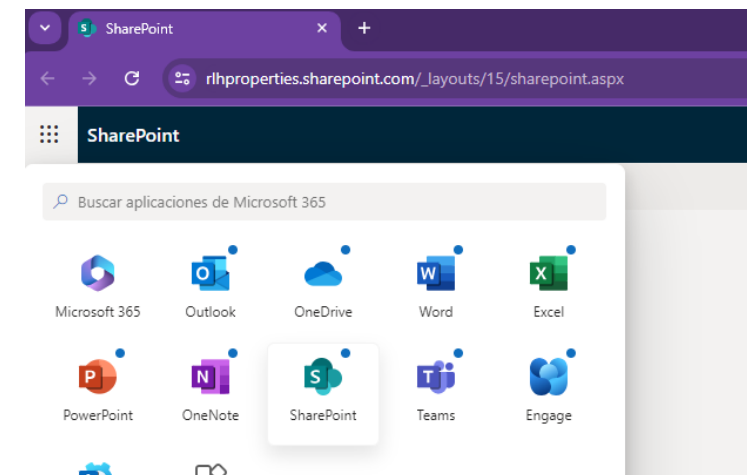 SharePoint
rlhproperties.sharepoint.com/_layouts/15/sharepoint.aspx
SharePoint
Buscar aplicaciones de Microsoft 365
Microsoft 365 Outlook OneDrive Word Excel
PowerPoint OneNote SharePoint Teams Engage